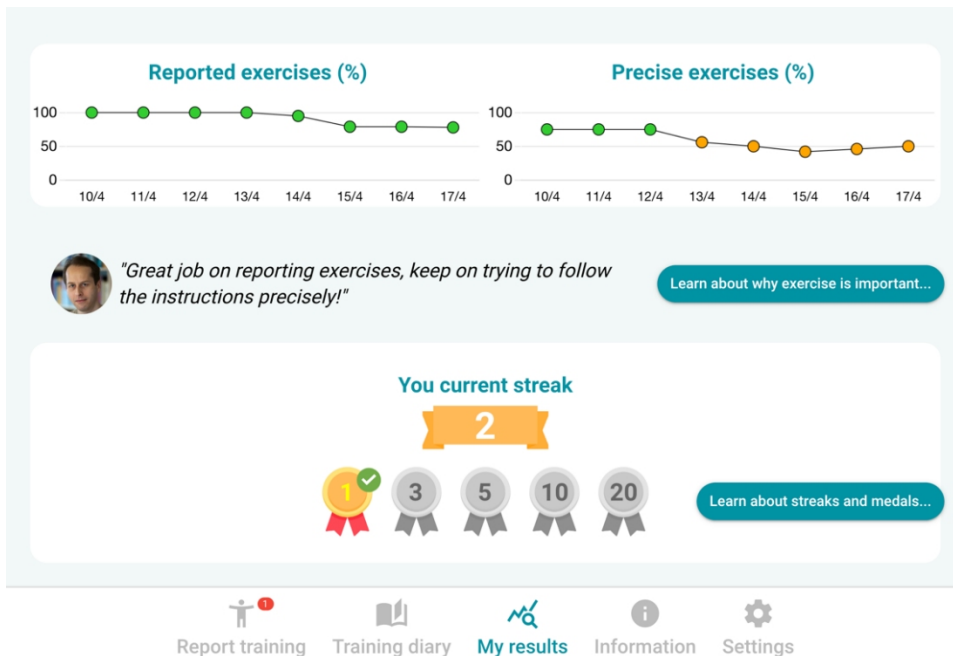 Reported exercises (%)
100
50
0
10/4 11/4 12/4 13/4 14/4 15/4 16/4 17/4
Precise exercises (%)
100
50
0
10/4 11/4 12/4 13/4 14/4 15/4 16/4 17/4
"Great job on reporting exercises, keep on trying to follow
the instructions precisely!"
Learn about why exercise is important...
You current streak
2
1 3 5 10 20
Learn about streaks and medals...
1
Report training Training diary My results Information Settings